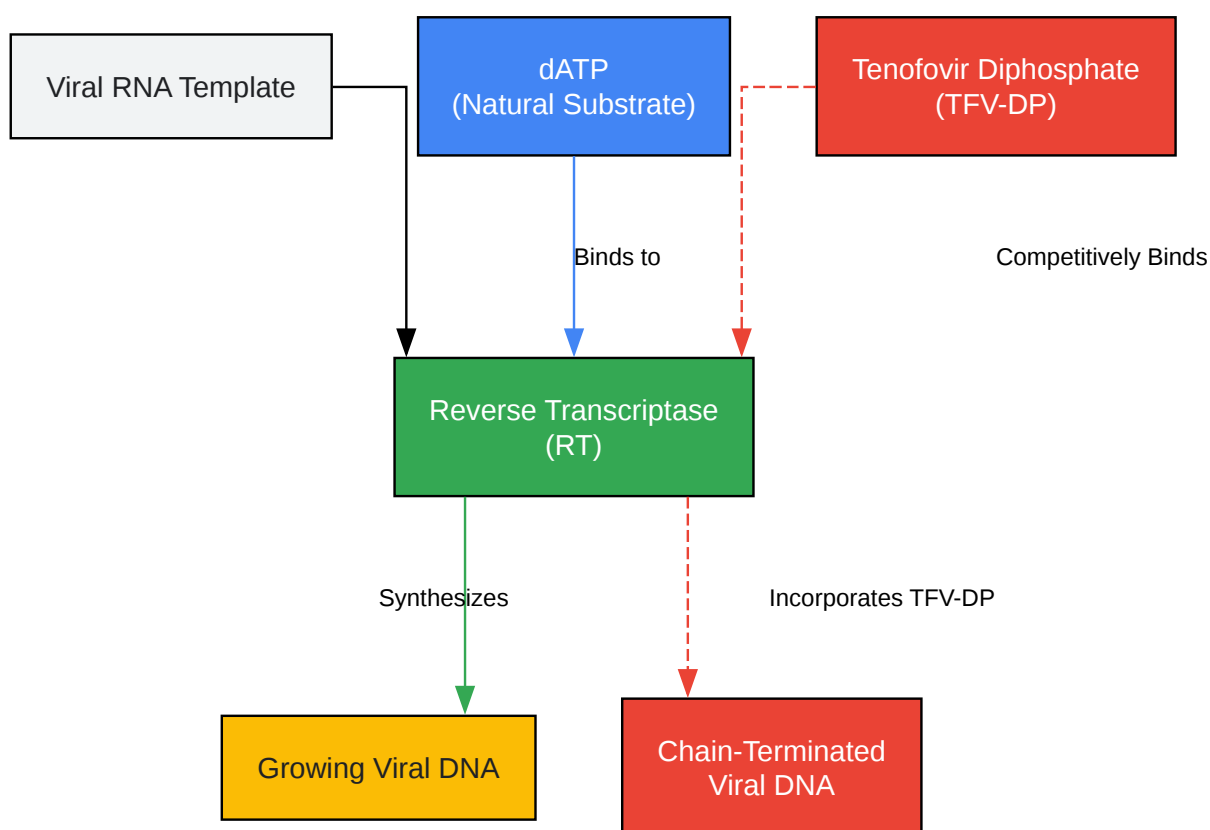 Viral RNA Template
dATP
(Natural Substrate)
Tenofovir Diphosphate
(TFV-DP)
Binds to
Competitively Binds
Reverse Transcriptase
(RT)
Synthesizes
Incorporates TFV-DP
Growing Viral DNA
Chain-Terminated
Viral DNA